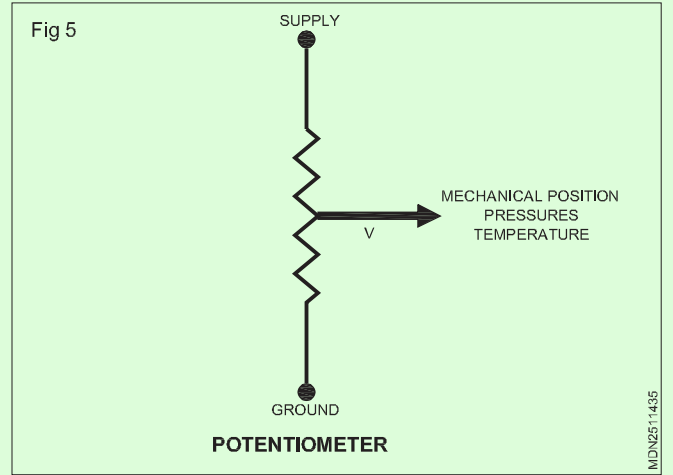 Fig 5
SUPPLY
MECHANICAL POSITION
PRESSURES
TEMPERATURE
V
GROUND
POTENTIOMETER
MDN2511435